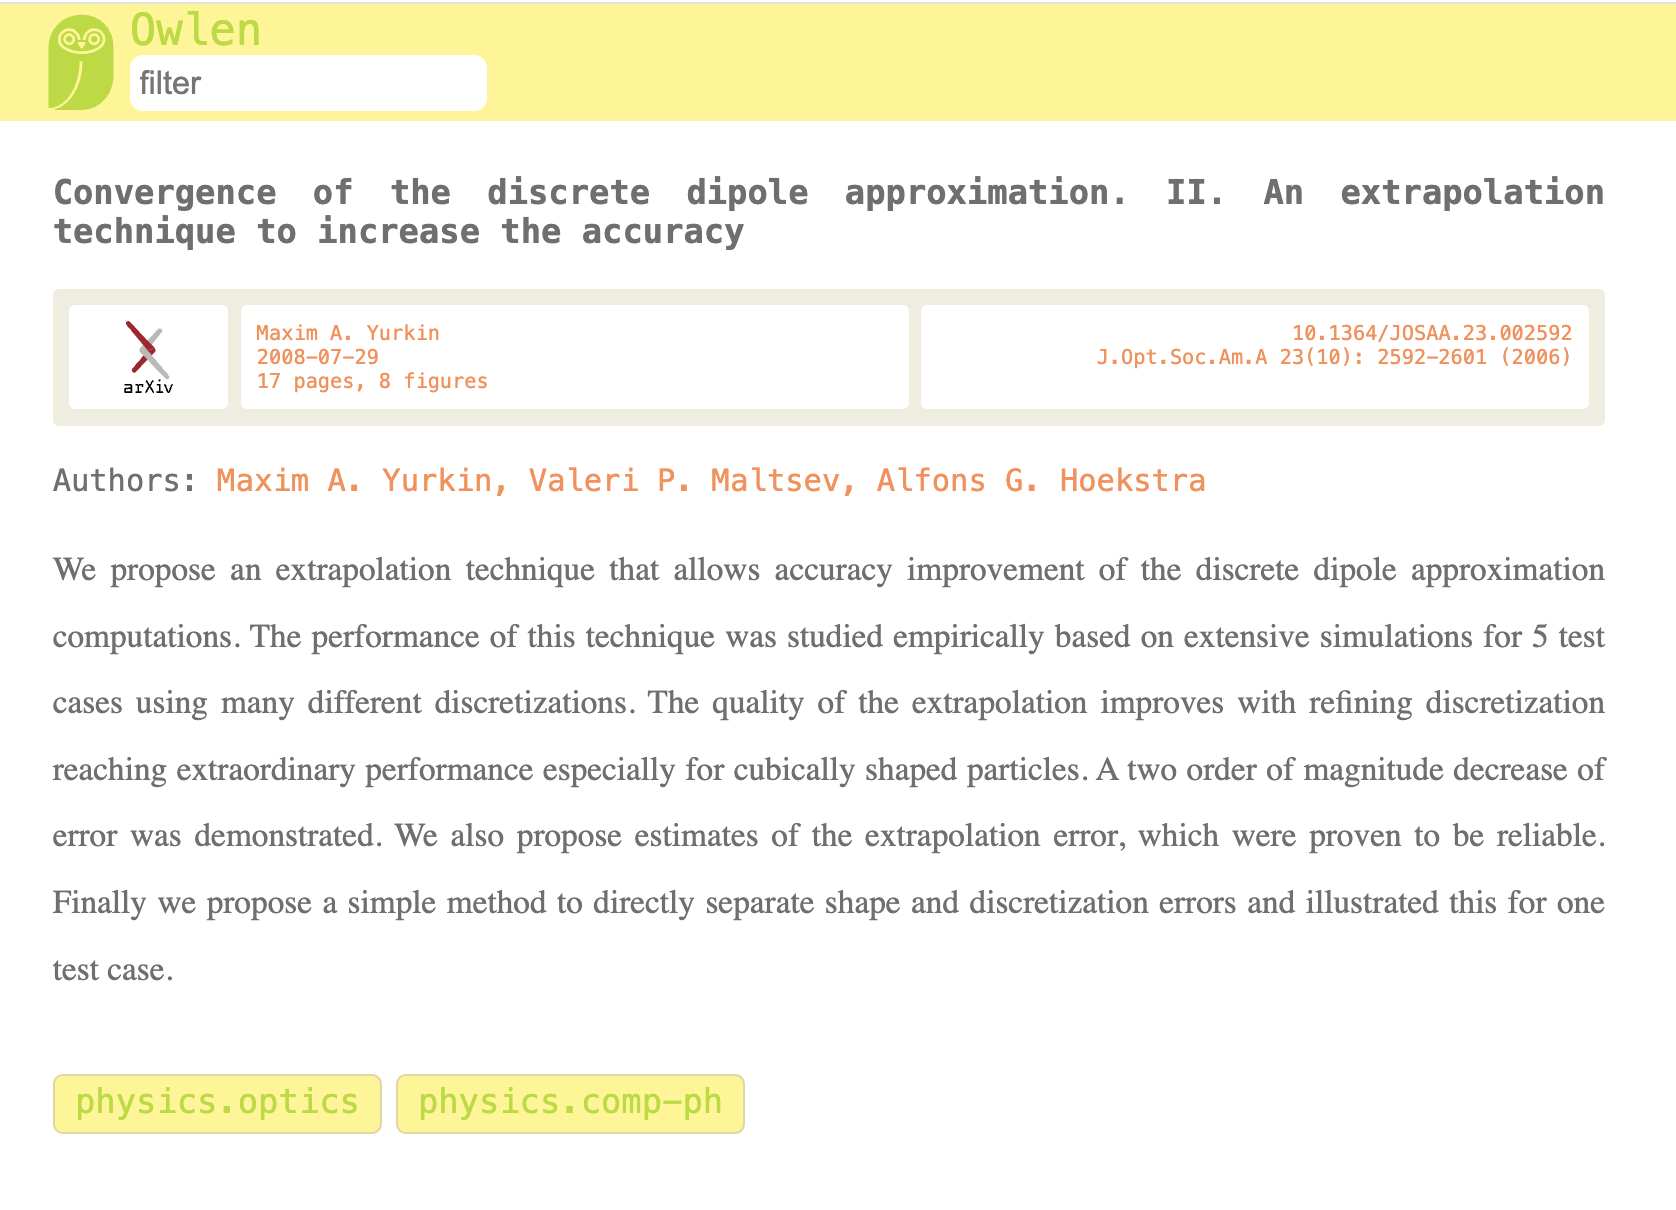 Owlen
filter
Convergence of the discrete dipole approximation. II. An extrapolation
technique to increase the accuracy
arXiv
Maxim A. Yurkin
2008-07-29
17 pages, 8 figures
10.1364/JOSAA.23.002592
J.Opt.Soc.Am.A 23(10): 2592-2601 (2006)
Authors: Maxim A. Yurkin, Valeri P. Maltsev, Alfons G. Hoekstra
We propose an extrapolation technique that allows accuracy improvement of the discrete dipole approximation
computations. The performance of this technique was studied empirically based on extensive simulations for 5 test
cases using many different discretizations. The quality of the extrapolation improves with refining discretization
reaching extraordinary performance especially for cubically shaped particles. A two order of magnitude decrease of
error was demonstrated. We also propose estimates of the extrapolation error, which were proven to be reliable.
Finally we propose a simple method to directly separate shape and discretization errors and illustrated this for one
test case.
physics.optics
physics.comp-ph